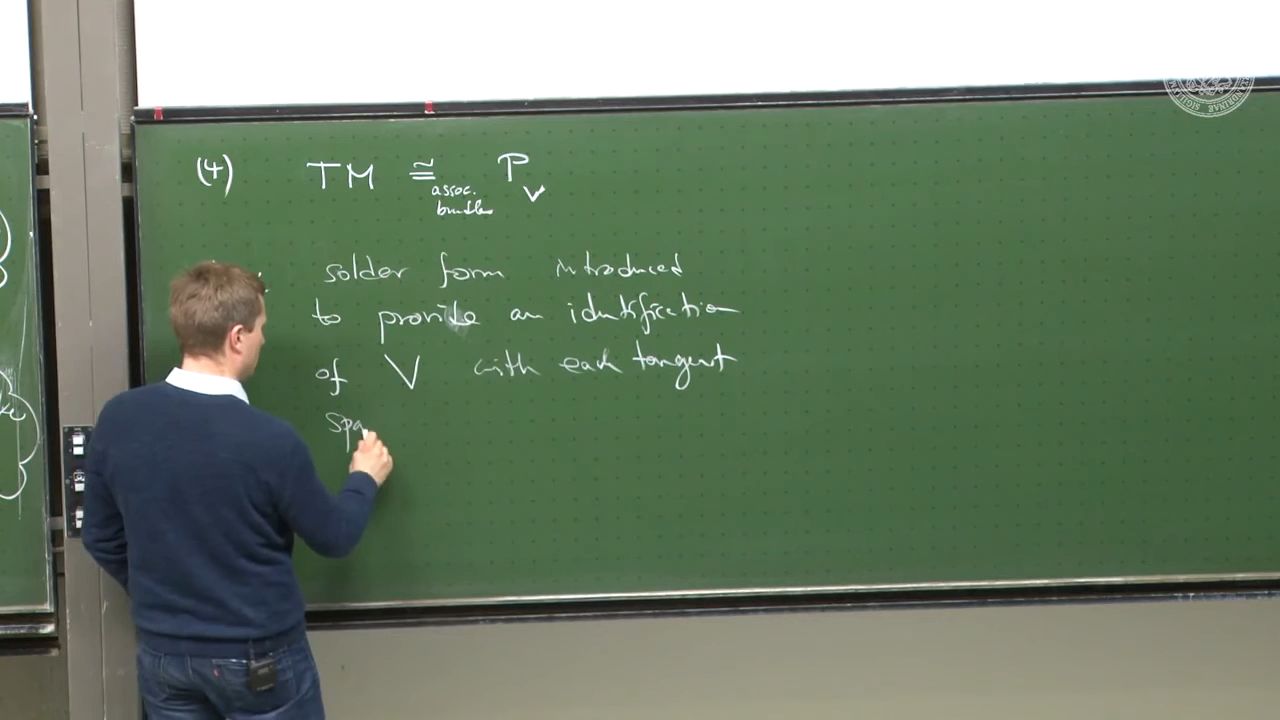 (4) TM ≅ P_V
assoc.
bundles
solder form introduced
to provide an identification
of V with each tangent
spa